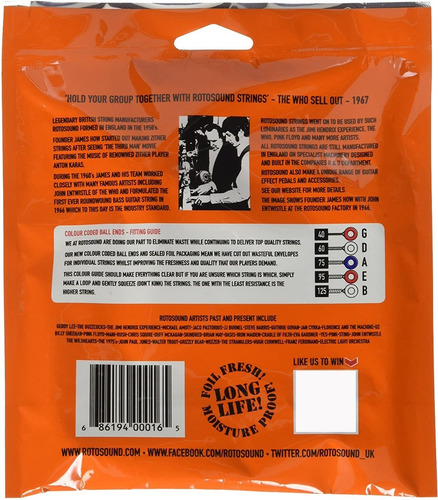 "HOLD YOUR GROUP TOGETHER WITH ROTOSOUND STRINGS" - THE WHO SELL OUT - 1967
LEGENDARY BRITISH STRING MANUFACTURERS
ROTOSOUND FORMED IN ENGLAND IN THE 1950's.
FOUNDER JAMES HOW STARTED OUT MAKING ZITHER
STRINGS AFTER SEEING 'THE THIRD MAN' MOVIE
FEATURING THE MUSIC OF RENOWNED ZITHER PLAYER
ANTON KARAS.
DURING THE 1960's JAMES AND HIS TEAM WORKED
CLOSELY WITH MANY FAMOUS ARTISTS INCLUDING
JOHN ENTWISTLE OF THE WHO AND FORMULATED THE
FIRST EVER ROUNDWOUND BASS GUITAR STRING IN
1966 WHICH TO THIS DAY IS THE INDUSTRY STANDARD.
ROTOSOUND STRINGS WENT ON TO BE USED BY SUCH
LUMINARIES AS THE JIMI HENDRIX EXPERIENCE, THE
WHO, PINK FLOYD AND MANY MORE ARTISTS.
ALL ROTOSOUND STRINGS ARE STILL MANUFACTURED
IN ENGLAND ON SPECIALIST MACHINERY DESIGNED
AND BUILT IN THE COMPANY'S OWN WORKSHOPS.
ROTOSOUND ALSO MAKE A UNIQUE RANGE OF GUITAR
EFFECT PEDALS AND ACCESSORIES.
SEE OUR WEBSITE FOR MORE DETAILS.
THE IMAGE SHOWS FOUNDER JAMES HOW WITH JOHN
ENTWISTLE AT THE ROTOSOUND FACTORY IN 1966.
COLOUR CODED BALL ENDS - FITTING GUIDE
WE AT ROTOSOUND ARE DOING OUR PART TO ELIMINATE WASTE WHILE CONTINUING TO DELIVER TOP QUALITY STRINGS.
OUR NEW COLOUR CODED BALL ENDS AND SEALED FOIL PACKAGING MEAN WE HAVE CUT OUT WASTEFUL ENVELOPES
FOR INDIVIDUAL STRINGS WHILST IMPROVING THE FRESHNESS AND QUALITY THAT OUR PLAYERS DEMAND.
THIS COLOUR GUIDE SHOULD MAKE EVERYTHING CLEAR BUT IF YOU ARE UNSURE WHICH STRING IS WHICH, SIMPLY
MAKE A LOOP AND GENTLY SQUEEZE (DON'T KINK) THE STRINGS. THE ONE WITH THE LEAST RESISTANCE IS THE
HIGHER STRING.
40 G
60 D
75 A
95 E
125 B
ROTOSOUND ARTISTS PAST AND PRESENT INCLUDE
LIKE US TO WIN
FOIL FRESH!
LONG
LIFE!
MOISTURE PROOF!
6 86194 00016 5
WWW.ROTOSOUND.COM • WWW.FACEBOOK.COM/ROTOSOUND • TWITTER.COM/ROTOSOUND_UK